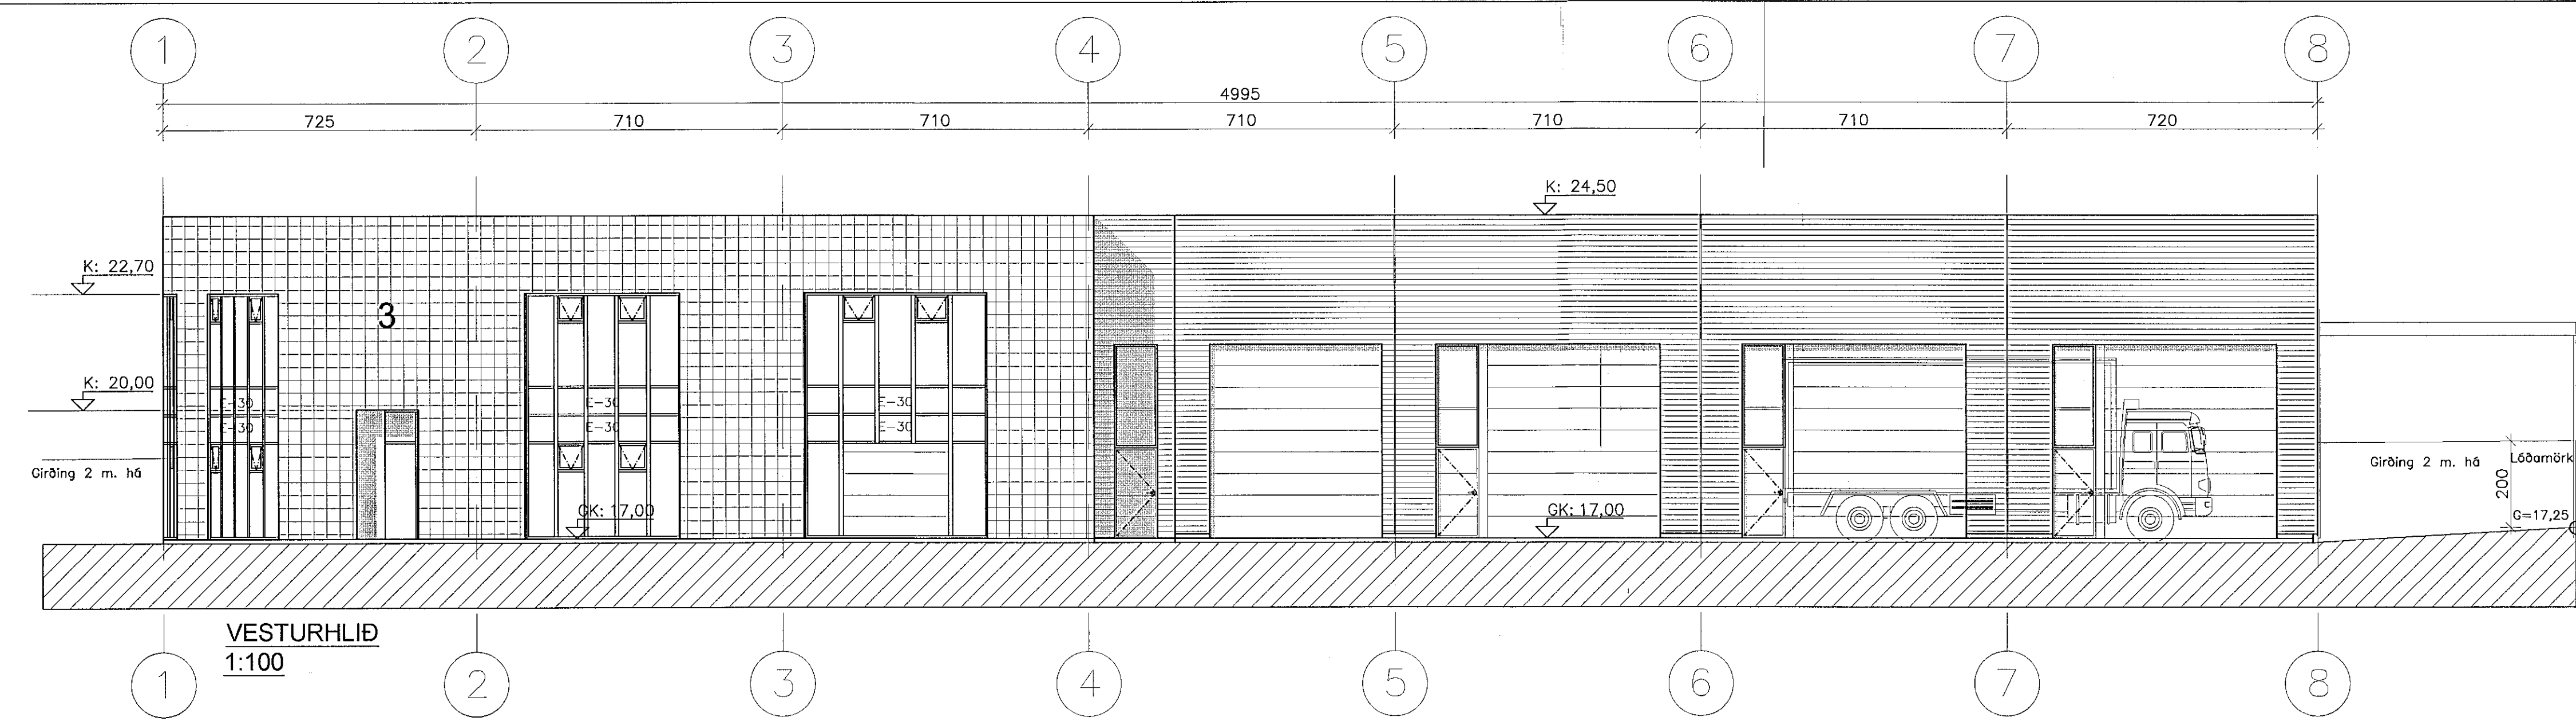 1 2 3 4 5 6 7 8
4995
725 710 710 710 710 710 720
K: 24,50
K: 22,70
3
K: 20,00
E-30 E-30 E-30
E-30 E-30 E-30
Girðing 2 m. há
Girðing 2 m. há
Lóðamörk
200
GK: 17,00
GK: 17,00
G=17,25
VESTURHLIÐ
1:100
1 2 3 4 5 6 7 8